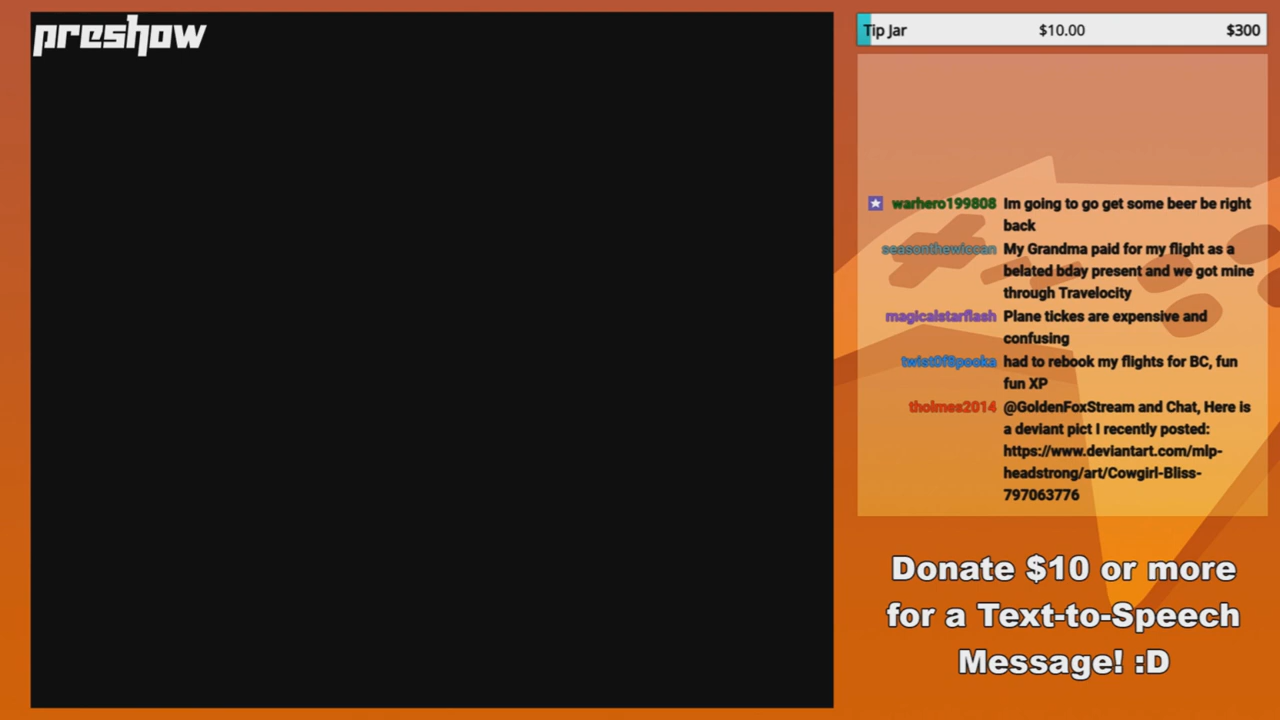 preshow
Tip Jar $10.00 $300
warhero199808 Im going to go get some beer be right
back
seasonthewiccan My Grandma paid for my flight as a
belated bday present and we got mine
through Travelocity
magicalstarflash Plane tickes are expensive and
confusing
twist0f8pooka had to rebook my flights for BC, fun
fun XP
tholmes2014 @GoldenFoxStream and Chat, Here is
a deviant pict I recently posted:
https://www.deviantart.com/mlp-
headstrong/art/Cowgirl-Bliss-
797063776
Donate $10 or more
for a Text-to-Speech
Message! :D